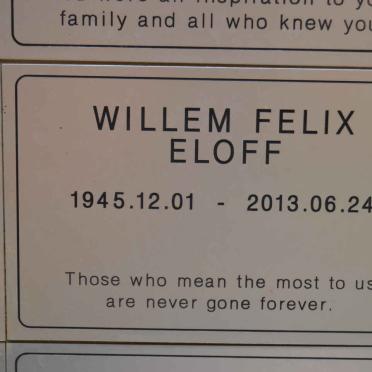 family and all who knew you
WILLEM FELIX
ELOFF
1945.12.01 - 2013.06.24
Those who mean the most to us
are never gone forever.